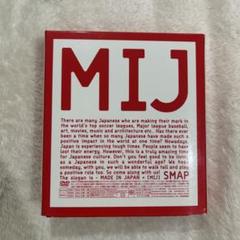 MIJ
There are many Japanese who are making their mark in
the world's top soccer leagues, Major league baseball,
art, movies, music and architecture etc. Has there ever
been a time when so many Japanese have made such a
positive impact in the world at one time? Nowadays,
Japan is experiencing tough times. People seem to have
lost their energy. However, this is a truly amazing time
for Japanese culture. Don't you feel good to be living
as a Japanese in such a wonderful age? We hope
someday, with you, we will be able to walk tall and play
a positive role too. So come along with us!
The slogan is - MADE IN JAPAN = [MIJ] SMAP
DVD